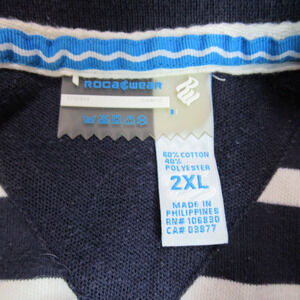 ROCAWEAR
60% COTTON
40%
POLYESTER
2XL
MADE IN
PHILIPPINES
RN# 106830
CA# 03877